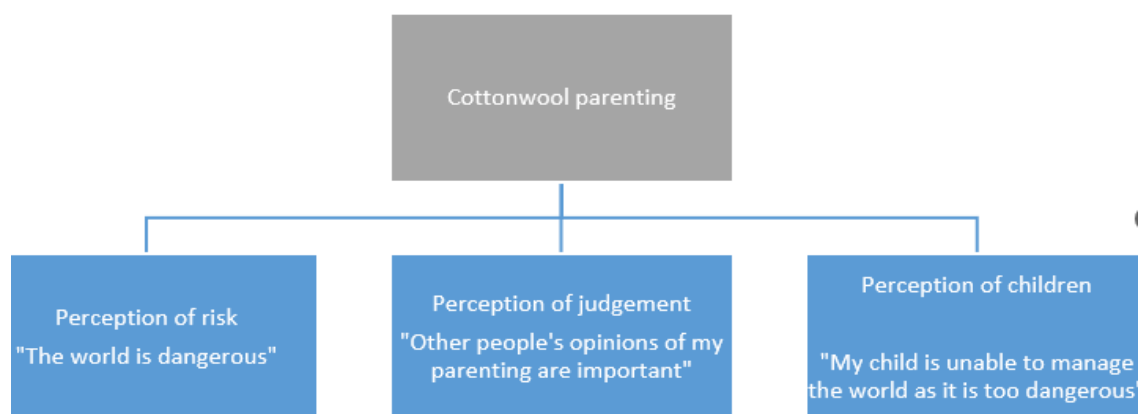 Cottonwool parenting
Perception of risk
"The world is dangerous"
Perception of judgement
"Other people's opinions of my
parenting are important"
Perception of children
"My child is unable to manage
the world as it is too dangerous"